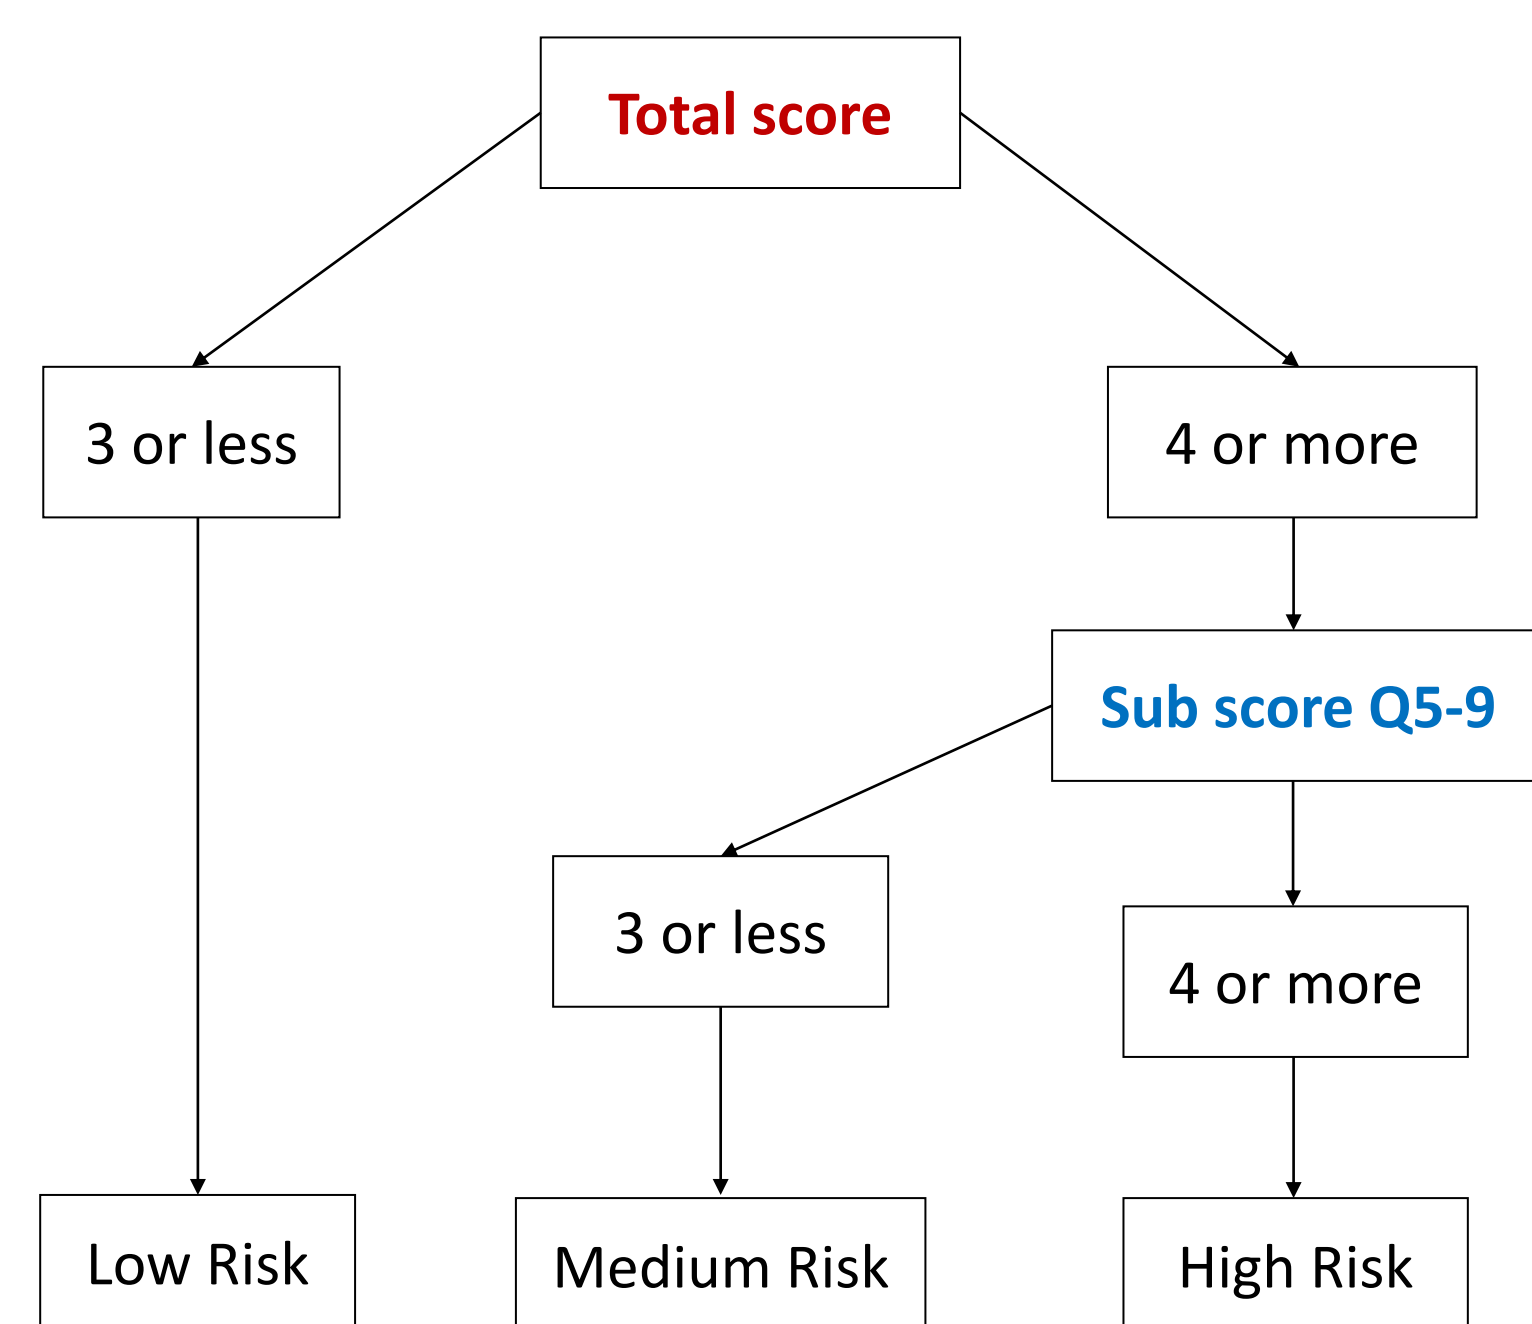 Total score
3 or less
4 or more
Sub score Q5-9
3 or less
4 or more
Low Risk
Medium Risk
High Risk